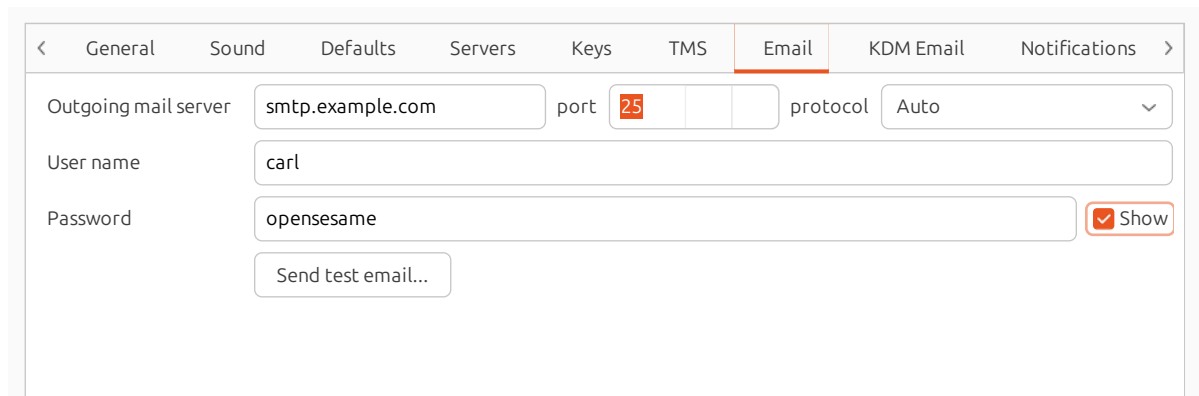 General Sound Defaults Servers Keys TMS Email KDM Email Notifications
Outgoing mail server smtp.example.com port 25 protocol Auto
User name carl
Password opensesame Show
Send test email...